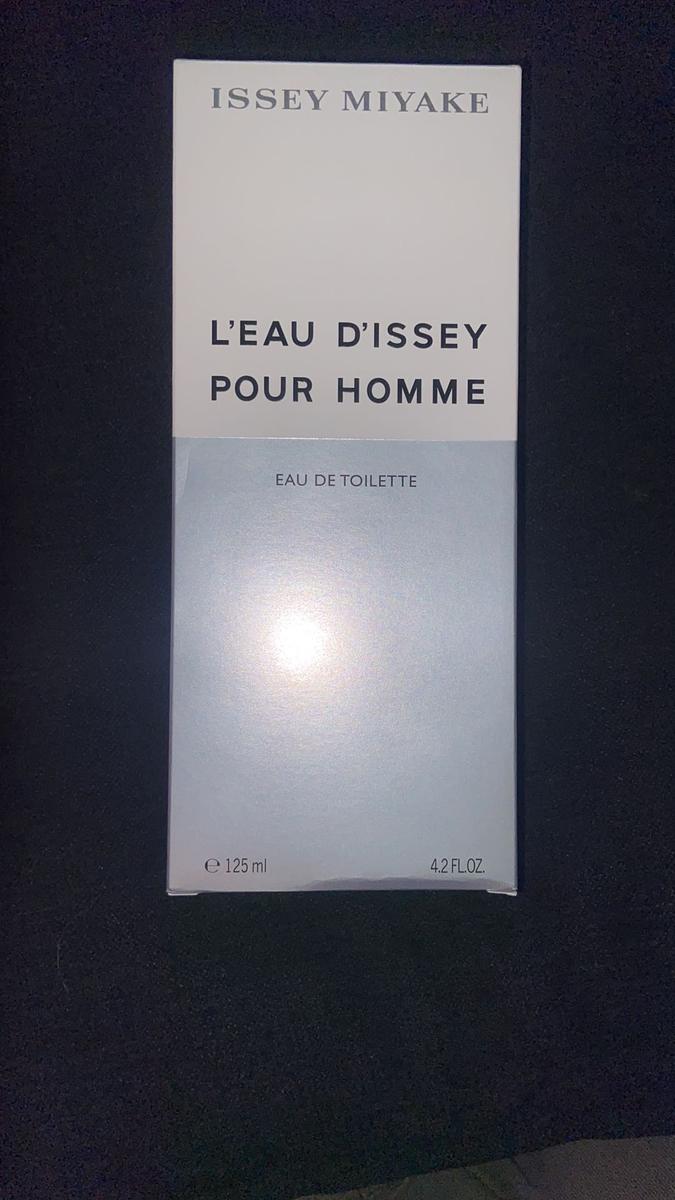 ISSEY MIYAKE
L'EAU D'ISSEY
POUR HOMME
EAU DE TOILETTE
℮ 125 ml
4.2 FL.OZ.